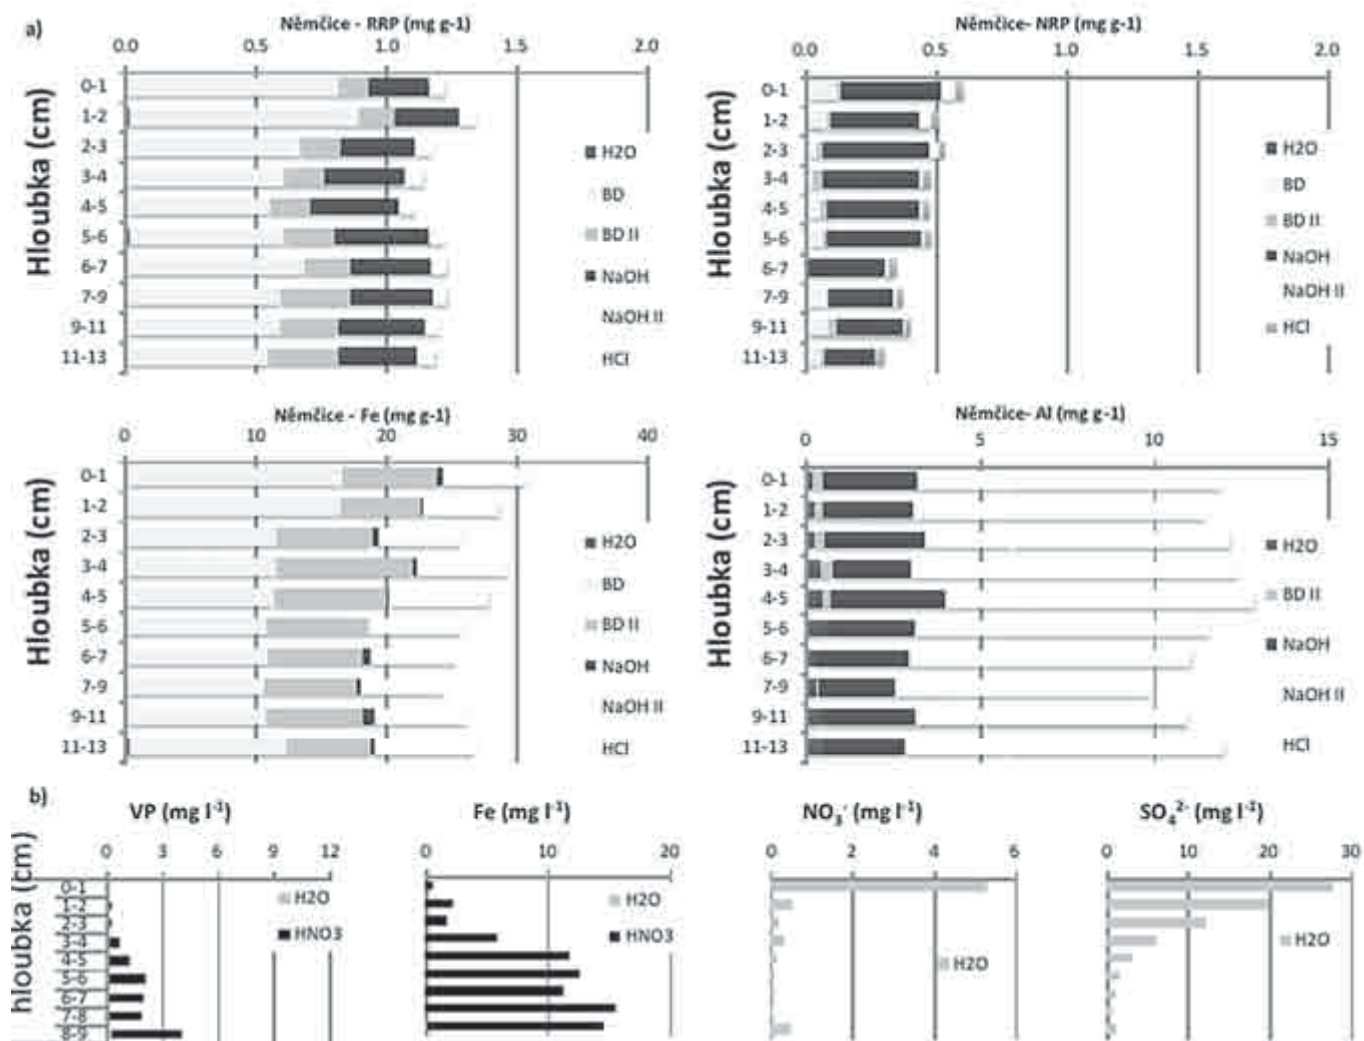 a)
Němčice - RRP (mg g-1)
0.0 0.5 1.0 1.5 2.0
Hloubka (cm)
0-1
1-2
2-3
3-4
4-5
5-6
6-7
7-9
9-11
11-13
H2O
BD
BD II
NaOH
NaOH II
HCl
Němčice- NRP (mg g-1)
0.0 0.5 1.0 1.5 2.0
Hloubka (cm)
0-1
1-2
2-3
3-4
4-5
5-6
6-7
7-9
9-11
11-13
H2O
BD
BD II
NaOH
NaOH II
HCl
Němčice - Fe (mg g-1)
0 10 20 30 40
Hloubka (cm)
0-1
1-2
2-3
3-4
4-5
5-6
6-7
7-9
9-11
11-13
H2O
BD
BD II
NaOH
NaOH II
HCl
Němčice- Al (mg g-1)
0 5 10 15
Hloubka (cm)
0-1
1-2
2-3
3-4
4-5
5-6
6-7
7-9
9-11
11-13
H2O
BD II
NaOH
NaOH II
HCl
b)
VP (mg l⁻¹)
0 3 6 9 12
hloubka (cm)
0-1
1-2
2-3
3-4
4-5
5-6
6-7
7-8
8-9
H2O
HNO3
Fe (mg l⁻¹)
0 10 20
H2O
HNO3
NO₃⁻ (mg l⁻¹)
0 2 4 6
H2O
SO₄²⁻ (mg l⁻¹)
0 10 20 30
H2O